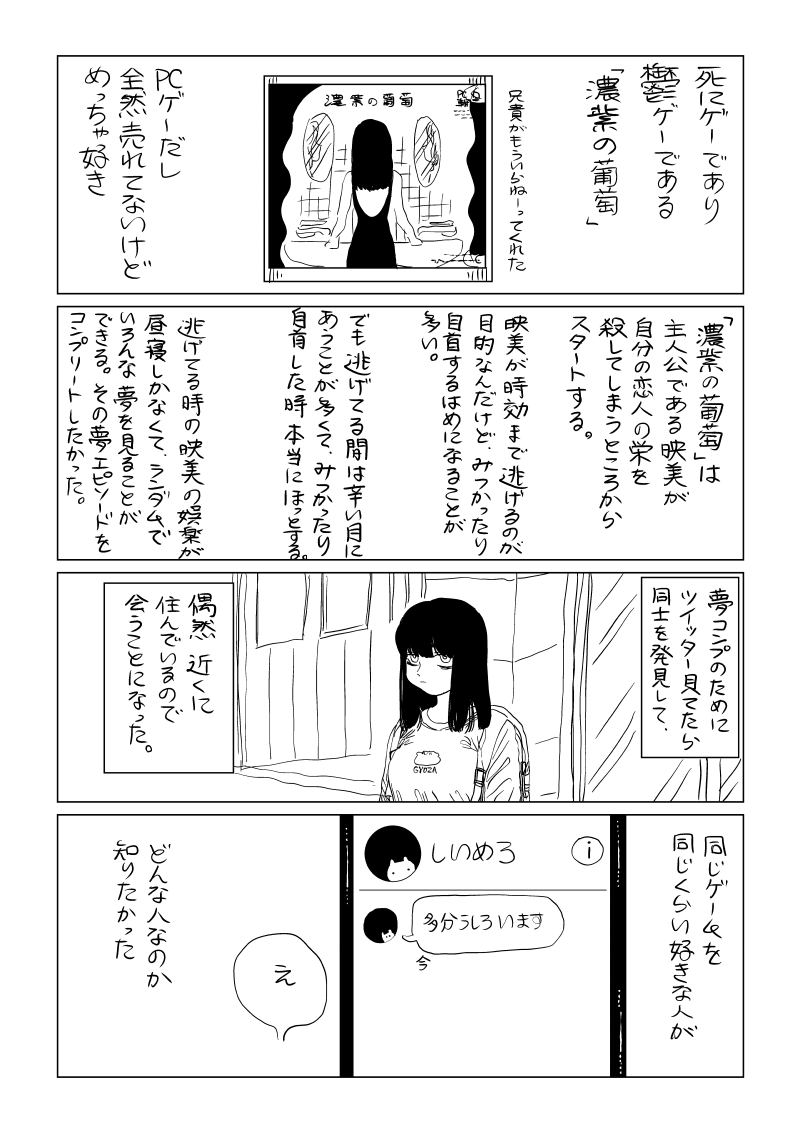 死にゲーであり
鬱ゲーである
「濃紫の葡萄」
兄貴がもういらねーってくれた
濃紫の葡萄
PCゲーだし
全然売れてないけど
めっちゃ好き
「濃紫の葡萄」は
主人公である映美が
自分の恋人の栄を
殺してしまうところから
スタートする。
映美が時効まで逃げるのが
目的なんだけど、みつかったり
自首するはめになることが
多い。
でも逃げてる間は辛い目に
あうことが多くて、みつかったり
自首した時本当にほっとする。
逃げてる時の映美の娯楽が
昼寝しかなくて、ランダムで
いろんな夢を見ることが
できる。その夢エピソードを
コンプリートしたかった。
夢コンプのために
ツイッター見てたら
同士を発見して、
GYOZA
偶然近くに
住んでいるので
会うことになった。
同じゲームを
同じくらい好きな人が
しいめろ
i
多分うしろいます
今
え
どんな人なのか
知りたかった